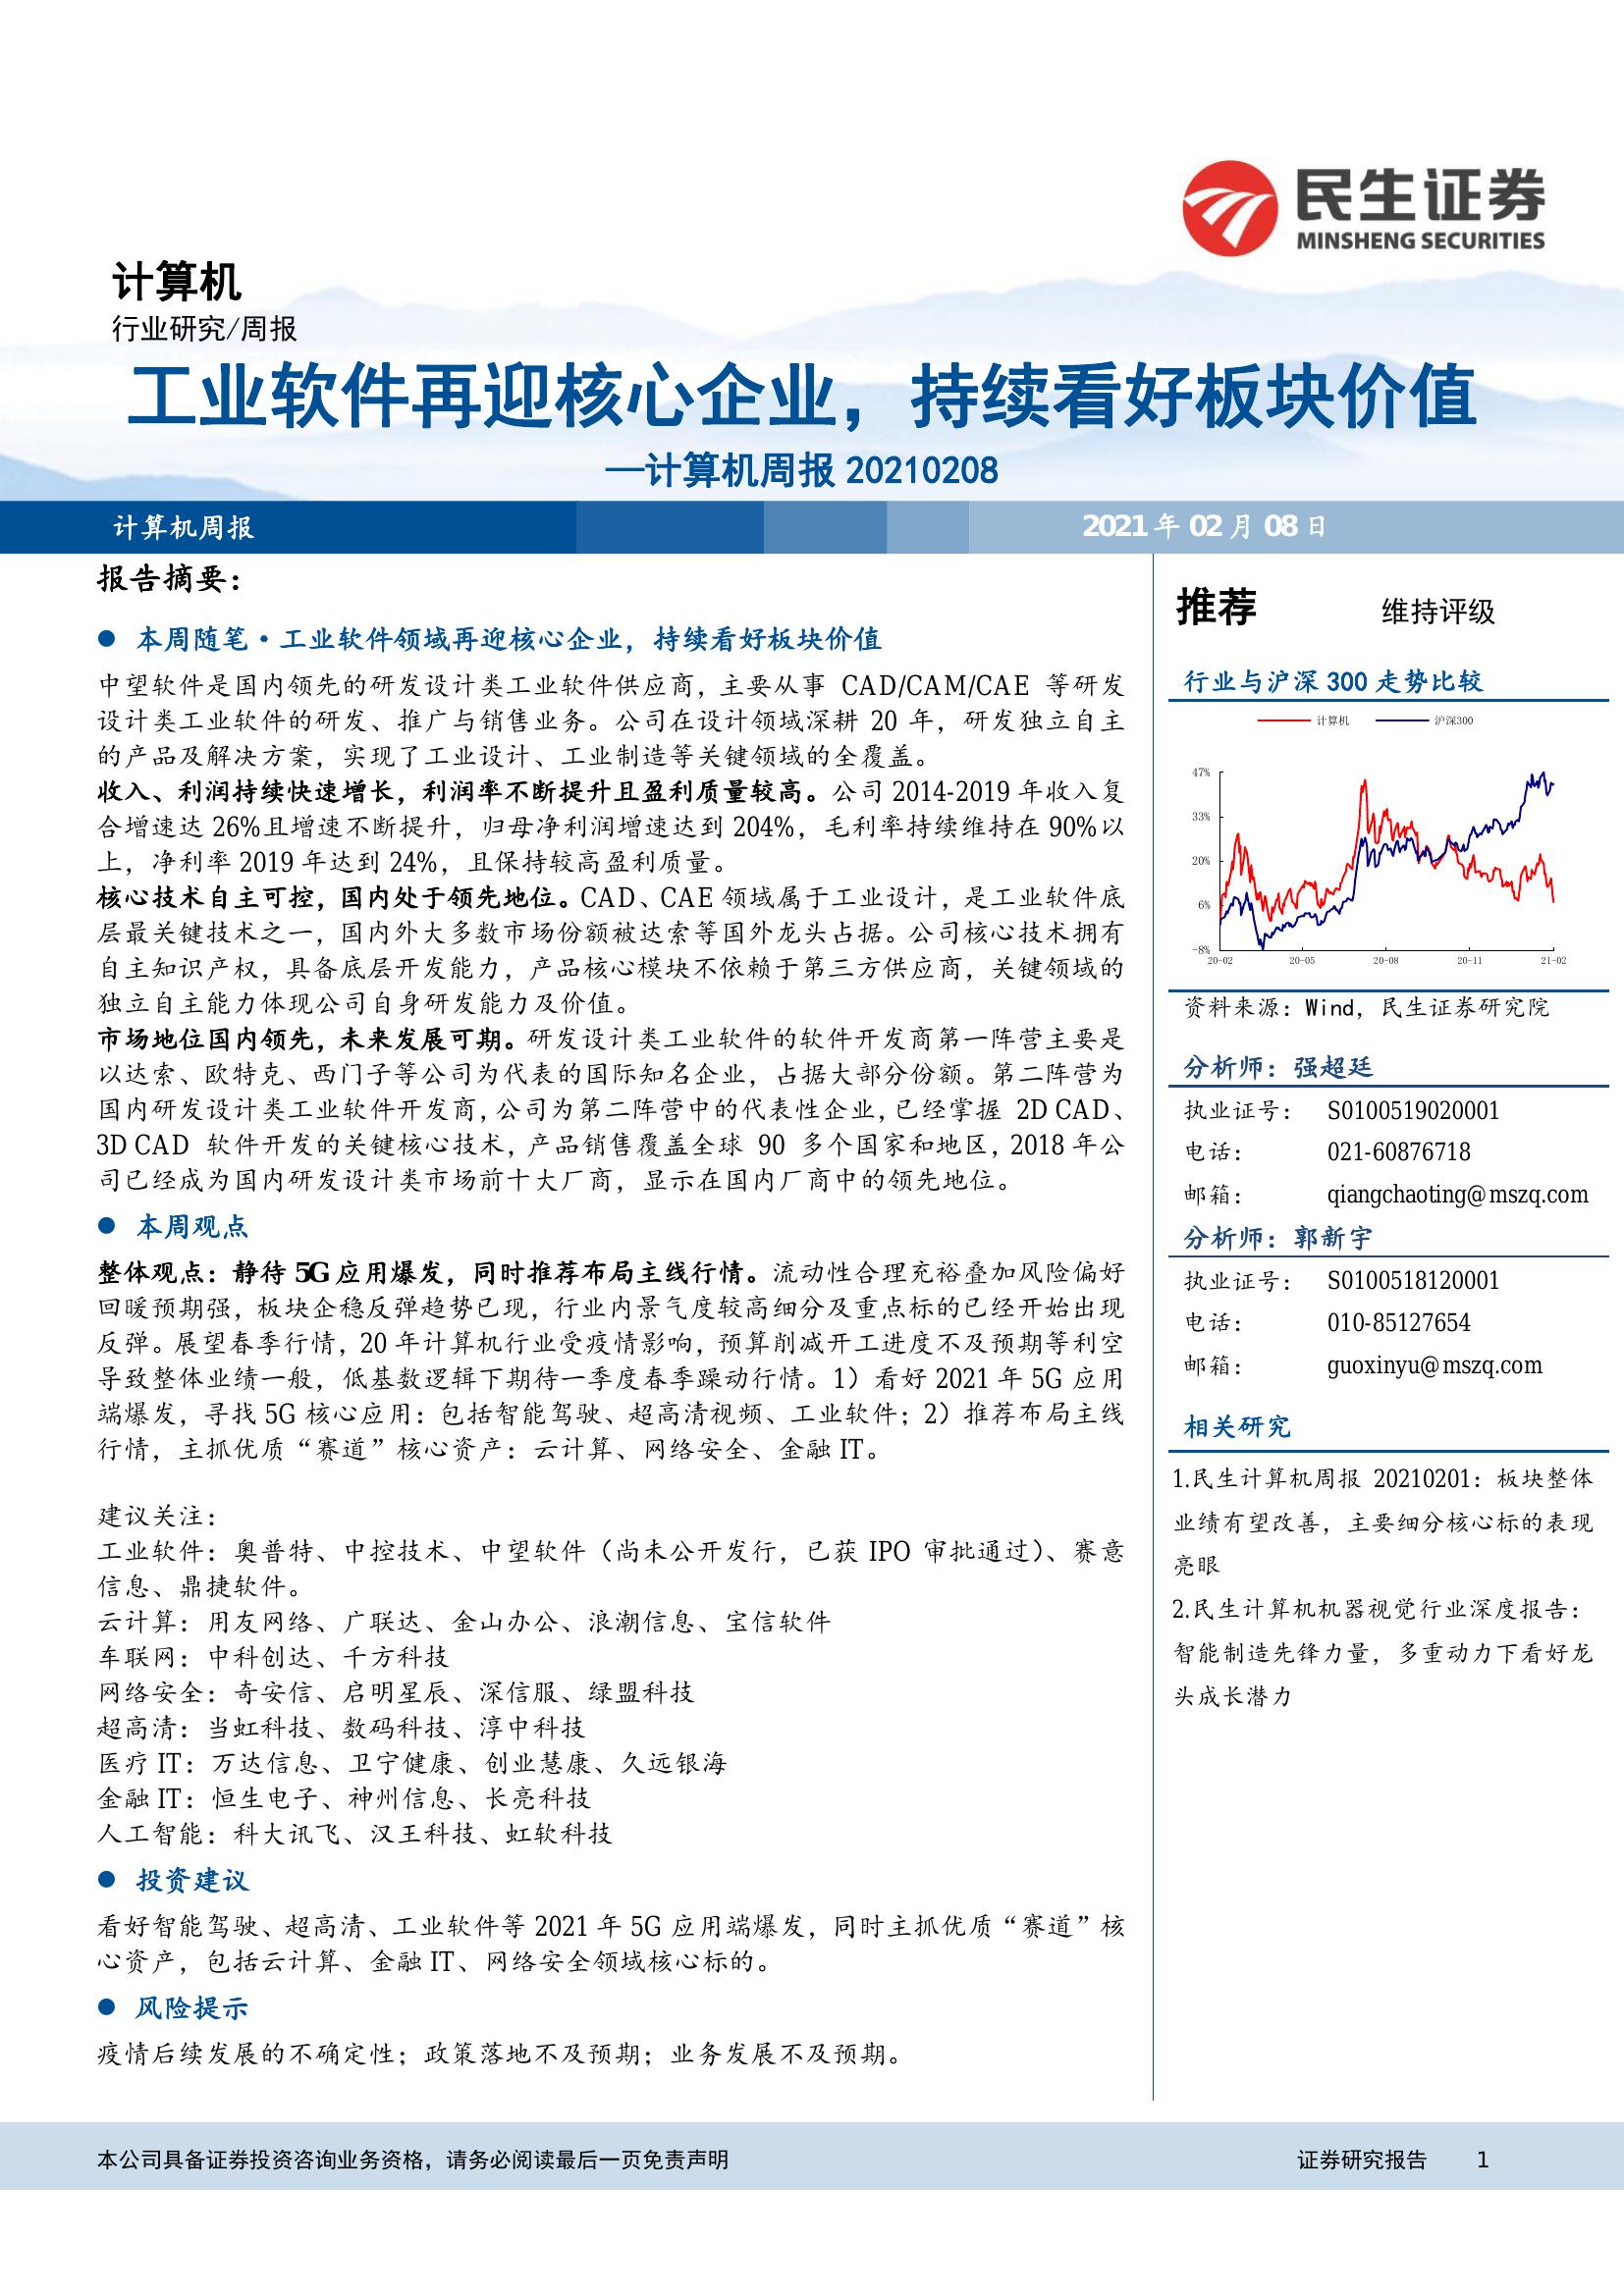 民生证券
MINSHENG SECURITIES
计算机
行业研究/周报
工业软件再迎核心企业，持续看好板块价值
—计算机周报 20210208
计算机周报
2021 年 02 月 08 日
报告摘要：
● 本周随笔·工业软件领域再迎核心企业，持续看好板块价值
中望软件是国内领先的研发设计类工业软件供应商，主要从事 CAD/CAM/CAE 等研发
设计类工业软件的研发、推广与销售业务。公司在设计领域深耕 20 年，研发独立自主
的产品及解决方案，实现了工业设计、工业制造等关键领域的全覆盖。
收入、利润持续快速增长，利润率不断提升且盈利质量较高。公司 2014-2019 年收入复
合增速达 26%且增速不断提升，归母净利润增速达到 204%，毛利率持续维持在 90%以
上，净利率 2019 年达到 24%，且保持较高盈利质量。
核心技术自主可控，国内处于领先地位。CAD、CAE 领域属于工业设计，是工业软件底
层最关键技术之一，国内外大多数市场份额被达索等国外龙头占据。公司核心技术拥有
自主知识产权，具备底层开发能力，产品核心模块不依赖于第三方供应商，关键领域的
独立自主能力体现公司自身研发能力及价值。
市场地位国内领先，未来发展可期。研发设计类工业软件的软件开发商第一阵营主要是
以达索、欧特克、西门子等公司为代表的国际知名企业，占据大部分份额。第二阵营为
国内研发设计类工业软件开发商，公司为第二阵营中的代表性企业，已经掌握 2D CAD、
3D CAD 软件开发的关键核心技术，产品销售覆盖全球 90 多个国家和地区，2018 年公
司已经成为国内研发设计类市场前十大厂商，显示在国内厂商中的领先地位。
● 本周观点
整体观点：静待 5G 应用爆发，同时推荐布局主线行情。流动性合理充裕叠加风险偏好
回暖预期强，板块企稳反弹趋势已现，行业内景气度较高细分及重点标的已经开始出现
反弹。展望春季行情，20 年计算机行业受疫情影响，预算削减开工进度不及预期等利空
导致整体业绩一般，低基数逻辑下期待一季度春季躁动行情。1）看好 2021 年 5G 应用
端爆发，寻找 5G 核心应用：包括智能驾驶、超高清视频、工业软件；2）推荐布局主线
行情，主抓优质“赛道”核心资产：云计算、网络安全、金融 IT。
建议关注：
工业软件：奥普特、中控技术、中望软件（尚未公开发行，已获 IPO 审批通过）、赛意
信息、鼎捷软件。
云计算：用友网络、广联达、金山办公、浪潮信息、宝信软件
车联网：中科创达、千方科技
网络安全：奇安信、启明星辰、深信服、绿盟科技
超高清：当虹科技、数码科技、淳中科技
医疗 IT：万达信息、卫宁健康、创业慧康、久远银海
金融 IT：恒生电子、神州信息、长亮科技
人工智能：科大讯飞、汉王科技、虹软科技
● 投资建议
看好智能驾驶、超高清、工业软件等 2021 年 5G 应用端爆发，同时主抓优质“赛道”核
心资产，包括云计算、金融 IT、网络安全领域核心标的。
● 风险提示
疫情后续发展的不确定性；政策落地不及预期；业务发展不及预期。
推荐 维持评级
行业与沪深 300 走势比较
计算机 沪深300
47%
33%
20%
6%
-8%
20-02 20-05 20-08 20-11 21-02
资料来源：Wind，民生证券研究院
分析师：强超廷
执业证号： S0100519020001
电话： 021-60876718
邮箱： qiangchaoting@mszq.com
分析师：郭新宇
执业证号： S0100518120001
电话： 010-85127654
邮箱： guoxinyu@mszq.com
相关研究
1.民生计算机周报 20210201：板块整体
业绩有望改善，主要细分核心标的表现
亮眼
2.民生计算机机器视觉行业深度报告：
智能制造先锋力量，多重动力下看好龙
头成长潜力
本公司具备证券投资咨询业务资格，请务必阅读最后一页免责声明
证券研究报告 1